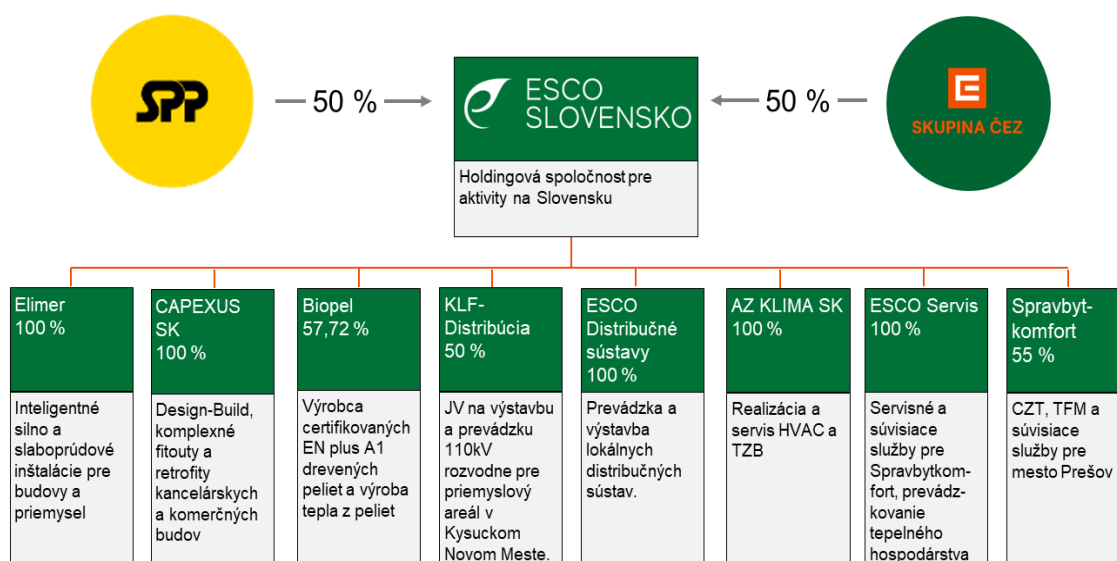 SPP
50 %
ESCO
SLOVENSKO
50 %
SKUPINA ČEZ
Holdingová spoločnosť pre
aktivity na Slovensku
Elimer
100 %
Inteligentné
silno a
slaboprúdové
inštalácie pre
budovy a
priemysel
CAPEXUS
SK
100 %
Design-Build,
komplexné
fitouty a
retrofity
kancelárskych
a komerčných
budov
Biopel
57,72 %
Výrobca
certifikovaných
EN plus A1
drevených
peliet a výroba
tepla z peliet
KLF-
Distribúcia
50 %
JV na výstavbu
a prevádzku
110kV
rozvodne pre
priemyslový
areál v
Kysuckom
Novom Meste.
ESCO
Distribučné
sústavy
100 %
Prevádzka a
výstavba
lokálnych
distribučných
sústav.
AZ KLIMA SK
100 %
Realizácia a
servis HVAC a
TZB
ESCO Servis
100 %
Servisné a
súvisiace
služby pre
Spravbytkom-
fort, prevádz-
kovanie
tepelného
hospodárstva
Spravbyt-
komfort
55 %
CZT, TFM a
súvisiace
služby pre
mesto Prešov